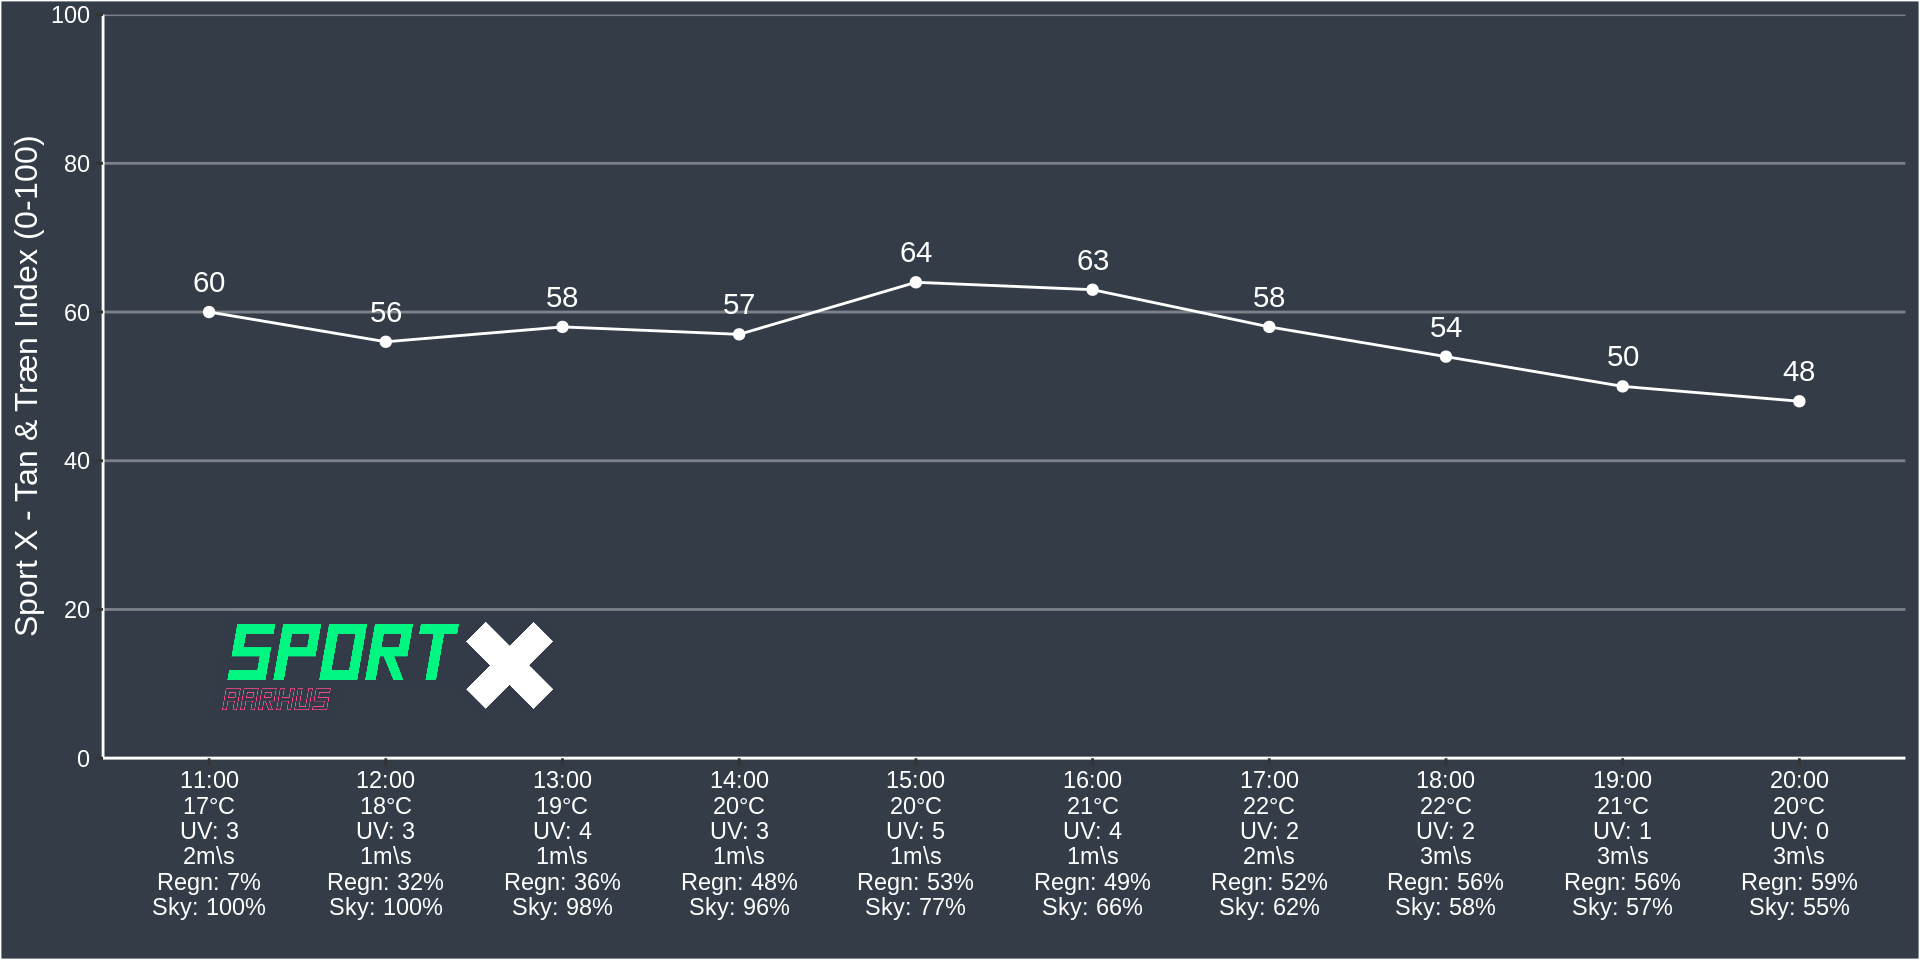 Sport X - Tan & Træn Index (0-100)
100
80
60
40
20
0
60
56
58
57
64
63
58
54
50
48
SPORT X
AARHUS
11:00 12:00 13:00 14:00 15:00 16:00 17:00 18:00 19:00 20:00
17°C 18°C 19°C 20°C 20°C 21°C 22°C 22°C 21°C 20°C
UV: 3 UV: 3 UV: 4 UV: 3 UV: 5 UV: 4 UV: 2 UV: 2 UV: 1 UV: 0
2m\s 1m\s 1m\s 1m\s 1m\s 1m\s 2m\s 3m\s 3m\s 3m\s
Regn: 7% Regn: 32% Regn: 36% Regn: 48% Regn: 53% Regn: 49% Regn: 52% Regn: 56% Regn: 56% Regn: 59%
Sky: 100% Sky: 100% Sky: 98% Sky: 96% Sky: 77% Sky: 66% Sky: 62% Sky: 58% Sky: 57% Sky: 55%